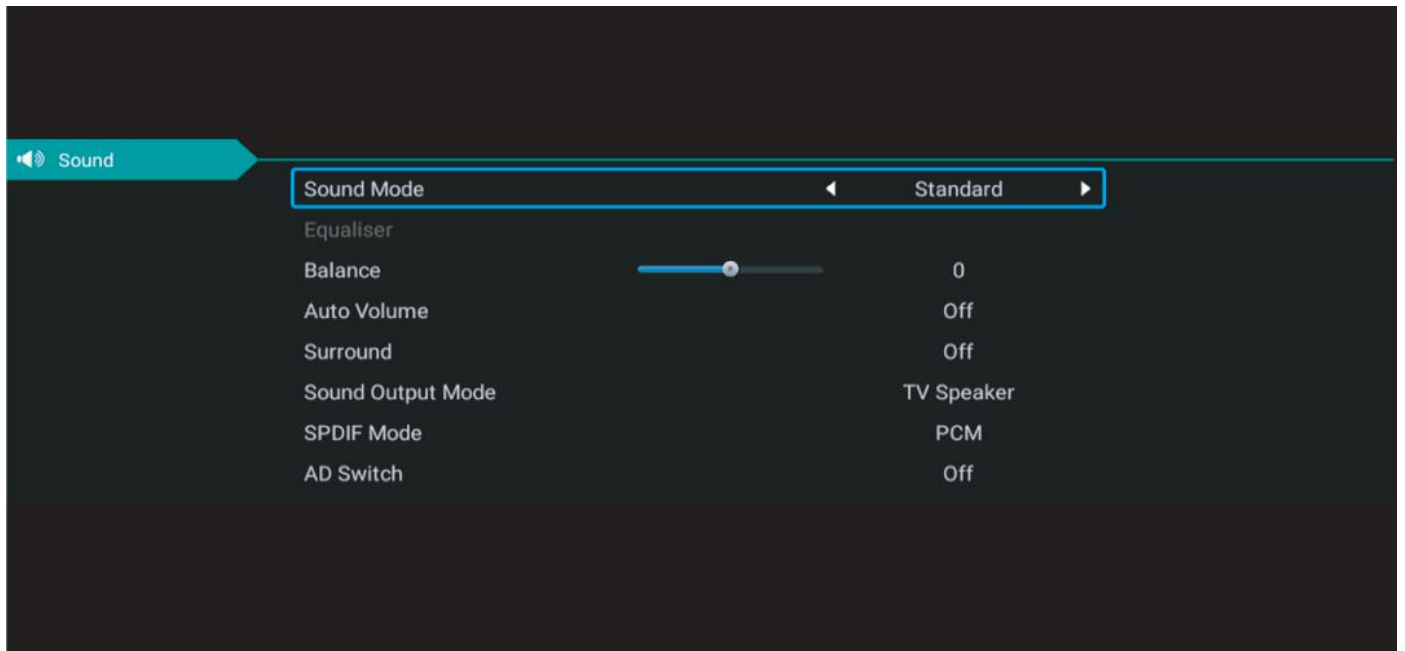 Sound
Sound Mode Standard
Equaliser
Balance 0
Auto Volume Off
Surround Off
Sound Output Mode TV Speaker
SPDIF Mode PCM
AD Switch Off